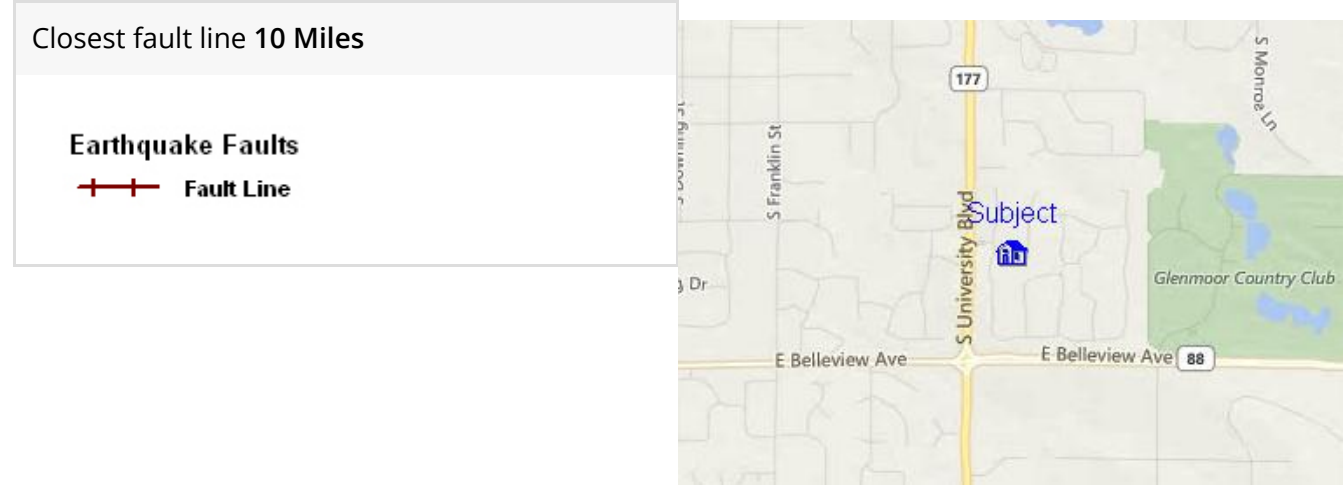 Closest fault line 10 Miles
Earthquake Faults
Fault Line
177
S Monroe Ln
S Franklin St
S University Blvd
Subject
Dr
Glenmoor Country Club
E Belleview Ave
E Belleview Ave
88